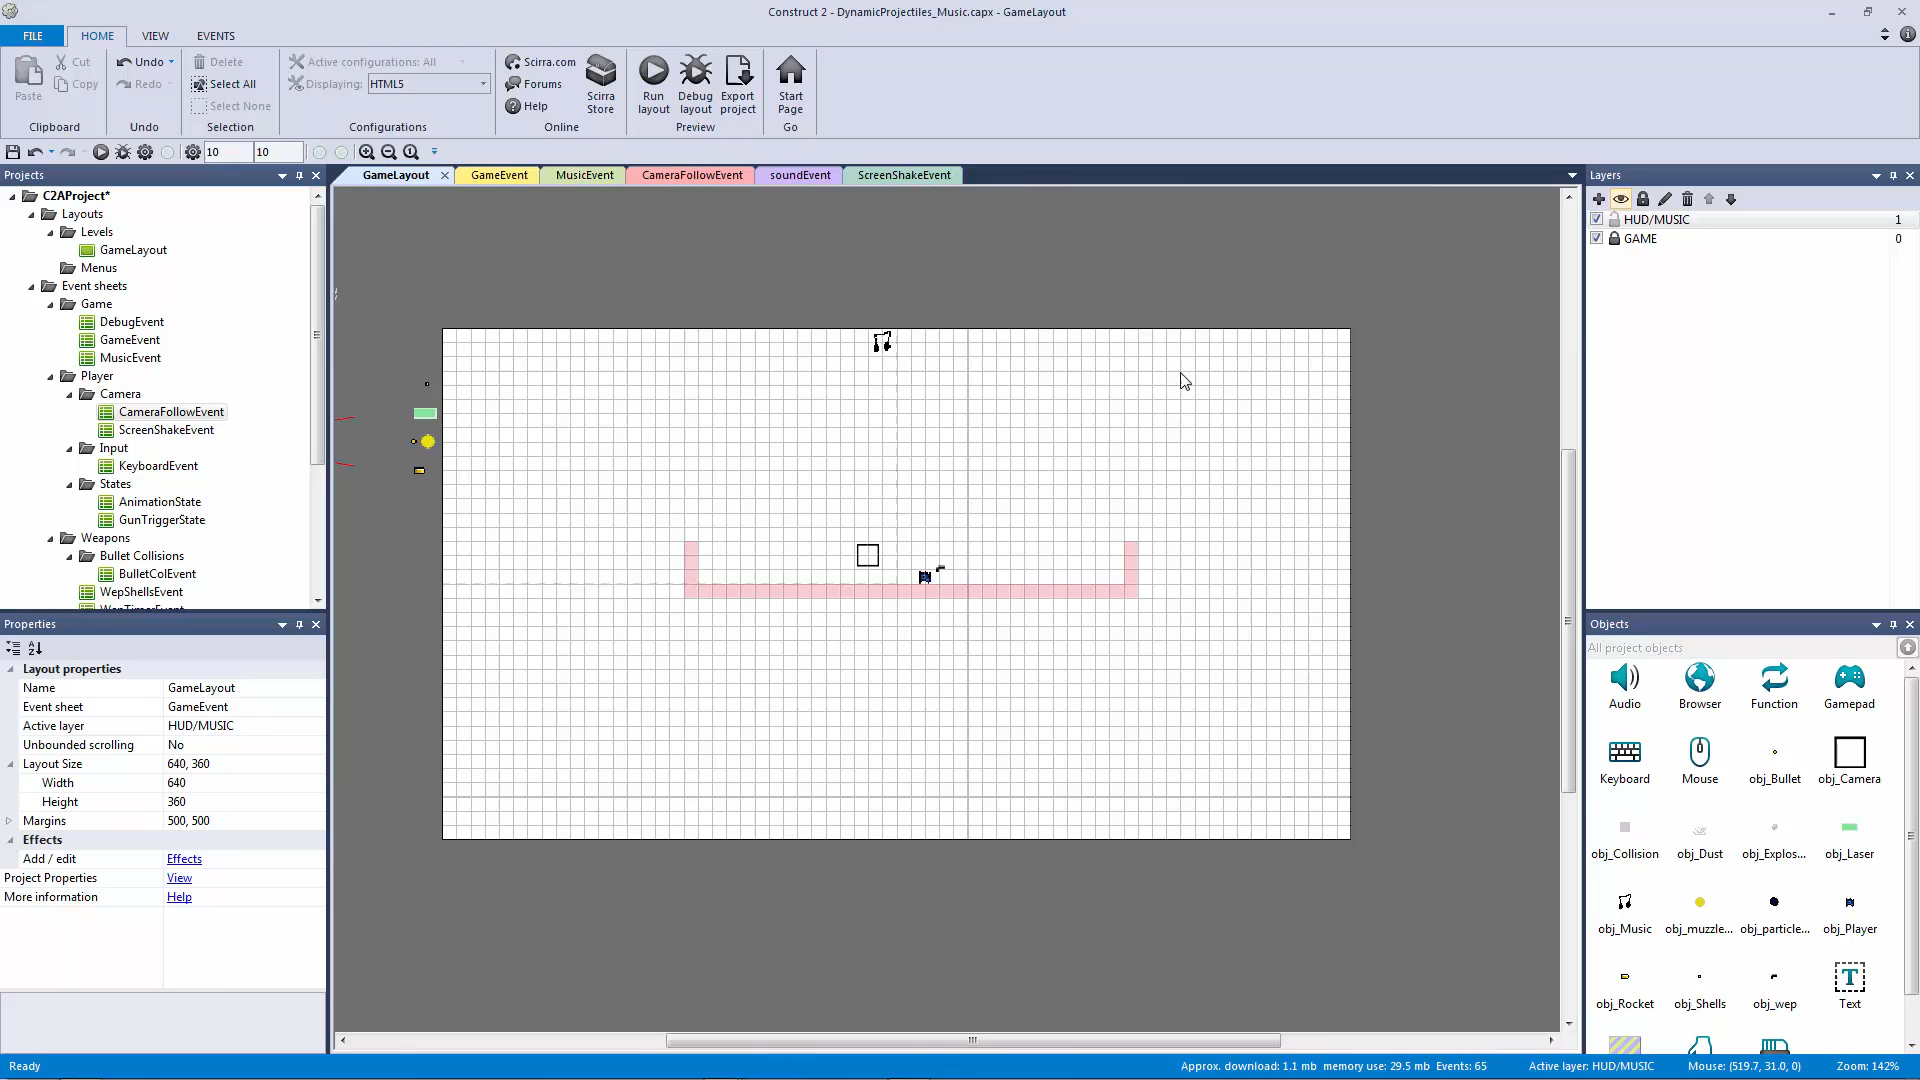 Construct 2 - DynamicProjectiles_Music.capx - GameLayout
FILE HOME VIEW EVENTS
Paste
Cut
Copy
Clipboard
Undo
Redo
Undo
Delete
Select All
Select None
Selection
Active configurations: All
Displaying: HTML5
Configurations
Scirra.com
Forums
Help
Scirra Store
Online
Run layout
Debug layout
Export project
Preview
Start Page
Go
10 10
Projects
C2AProject*
Layouts
Levels
GameLayout
Menus
Event sheets
Game
DebugEvent
GameEvent
MusicEvent
Player
Camera
CameraFollowEvent
ScreenShakeEvent
Input
KeyboardEvent
States
AnimationState
GunTriggerState
Weapons
Bullet Collisions
BulletColEvent
WepShellsEvent
WepTimerEvent
Properties
Layout properties
Name GameLayout
Event sheet GameEvent
Active layer HUD/MUSIC
Unbounded scrolling No
Layout Size 640, 360
Width 640
Height 360
Margins 500, 500
Effects
Add / edit Effects
Project Properties View
More information Help
GameLayout GameEvent MusicEvent CameraFollowEvent soundEvent ScreenShakeEvent
Layers
HUD/MUSIC 1
GAME 0
Objects
All project objects
Audio Browser Function Gamepad
Keyboard Mouse obj_Bullet obj_Camera
obj_Collision obj_Dust obj_Explos... obj_Laser
obj_Music obj_muzzle... obj_particle... obj_Player
obj_Rocket obj_Shells obj_wep Text
Ready Approx. download: 1.1 mb memory use: 29.5 mb Events: 65 Active layer: HUD/MUSIC Mouse: (519.7, 31.0, 0) Zoom: 142%